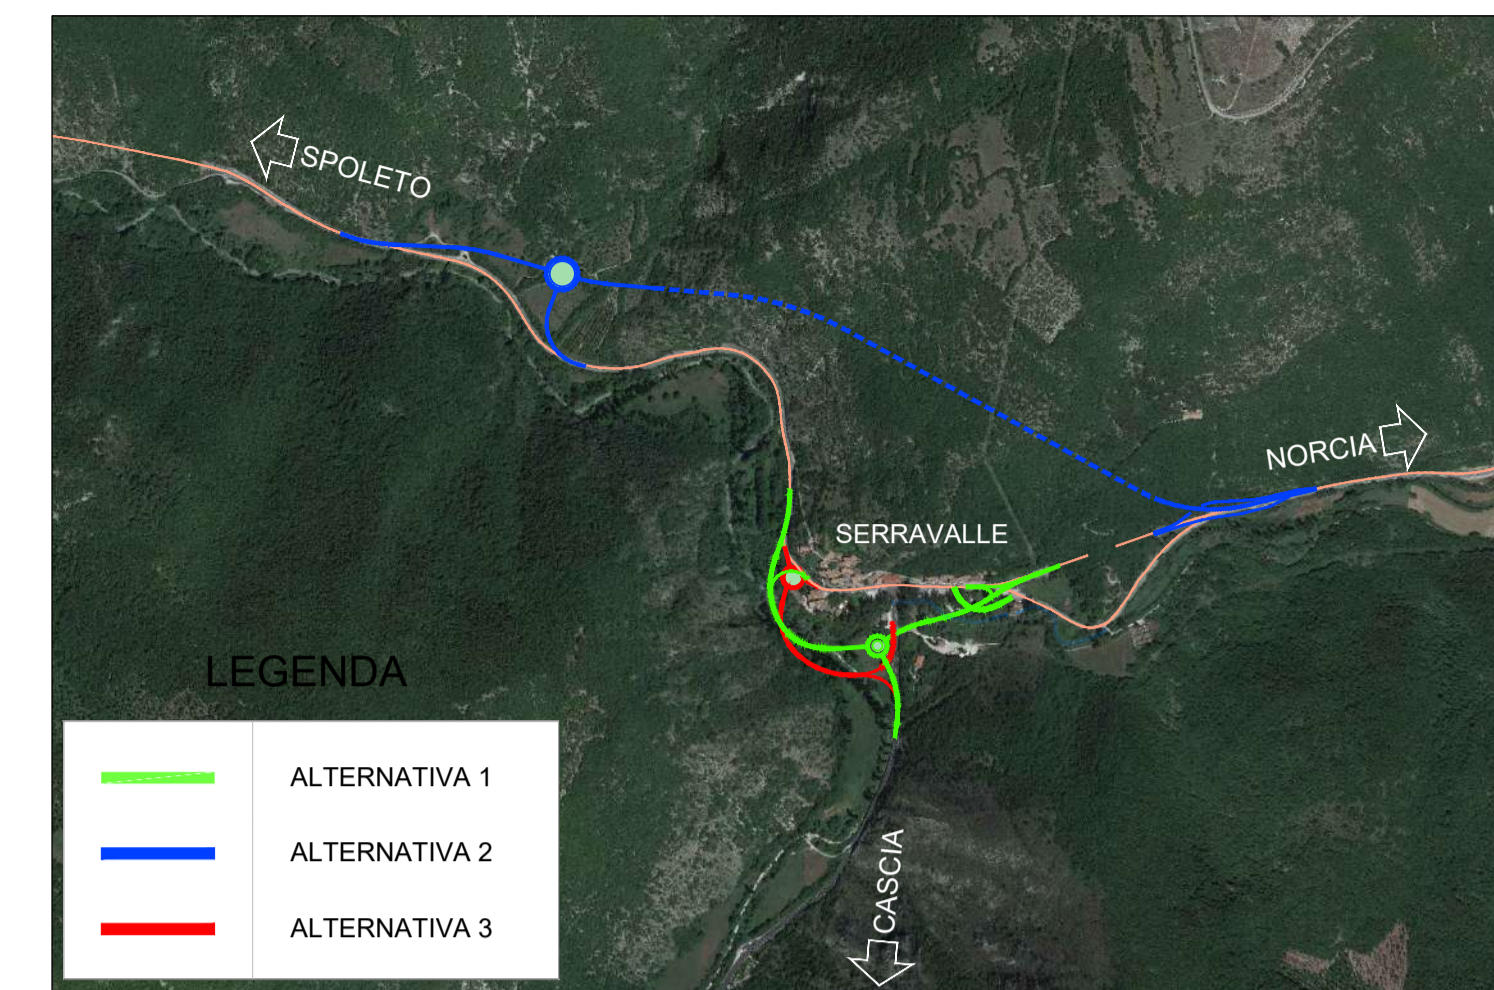 SPOLETO
NORCIA
SERRAVALLE
LEGENDA
ALTERNATIVA 1
ALTERNATIVA 2
ALTERNATIVA 3
CASCIA